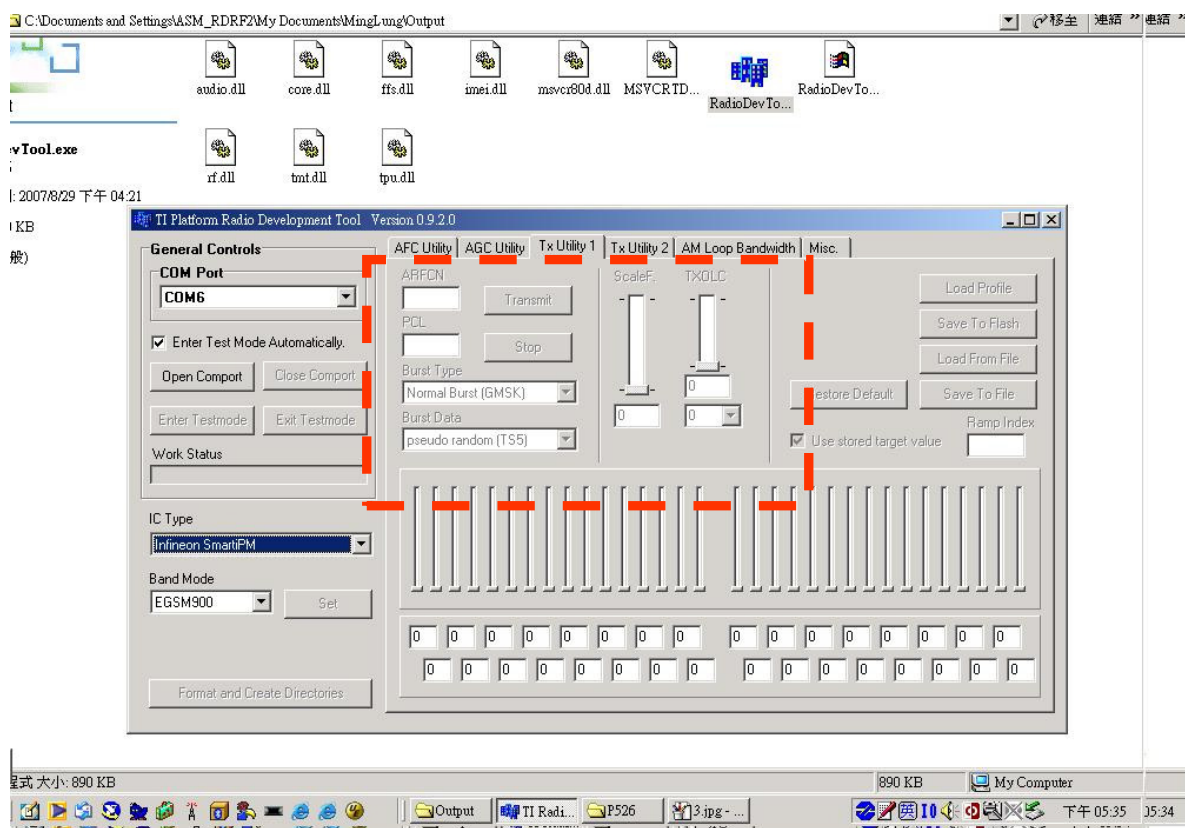 C:\Documents and Settings\ASM_RDRF2\My Documents\MingLung\Output
移至 連結 »
audio.dll core.dll ffs.dll imei.dll msvcr80d.dll MSVCRTD... RadioDevTo... RadioDevTo...
vTool.exe
rf.dll tmt.dll tpu.dll
: 2007/8/29 下午 04:21
KB
般)
TI Platform Radio Development Tool Version 0.9.2.0
General Controls
COM Port
COM6
Enter Test Mode Automatically.
Open Comport Close Comport
Enter Testmode Exit Testmode
Work Status
IC Type
Infineon SmartiPM
Band Mode
EGSM900 Set
Format and Create Directories
AFC Utility AGC Utility Tx Utility 1 Tx Utility 2 AM Loop Bandwidth Misc.
ARFCN
Transmit
PCL
Stop
Burst Type
Normal Burst (GMSK)
Burst Data
pseudo random (TS5)
ScaleF. TXOLC
0
0 0
Load Profile
Save To Flash
Load From File
Restore Default Save To File
Ramp Index
Use stored target value
0 0 0 0 0 0 0 0 0 0 0 0 0 0 0 0
0 0 0 0 0 0 0 0 0 0 0 0 0 0 0 0
程式 大小: 890 KB
890 KB My Computer
Output TI Radi... P526 3.jpg - ...
英
下午 05:35